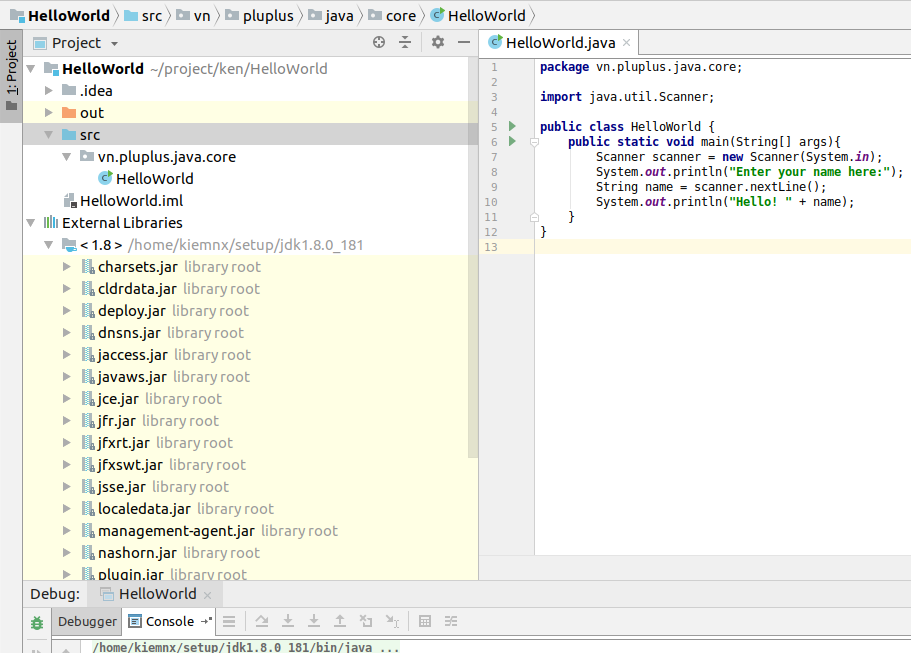 HelloWorld src vn pluplus java core HelloWorld
1: Project
Project
HelloWorld ~/project/ken/HelloWorld
.idea
out
src
vn.pluplus.java.core
HelloWorld
HelloWorld.iml
External Libraries
< 1.8 > /home/kiemnx/setup/jdk1.8.0_181
charsets.jar library root
cldrdata.jar library root
deploy.jar library root
dnsns.jar library root
jaccess.jar library root
javaws.jar library root
jce.jar library root
jfr.jar library root
jfxrt.jar library root
jfxswt.jar library root
jsse.jar library root
localedata.jar library root
management-agent.jar library root
nashorn.jar library root
plugin.jar library root
HelloWorld.java
1 package vn.pluplus.java.core;
2
3 import java.util.Scanner;
4
5 public class HelloWorld {
6 public static void main(String[] args){
7 Scanner scanner = new Scanner(System.in);
8 System.out.println("Enter your name here:");
9 String name = scanner.nextLine();
10 System.out.println("Hello! " + name);
11 }
12 }
13
Debug: HelloWorld
Debugger Console
/home/kiemnx/setup/jdk1.8.0_181/bin/java ...